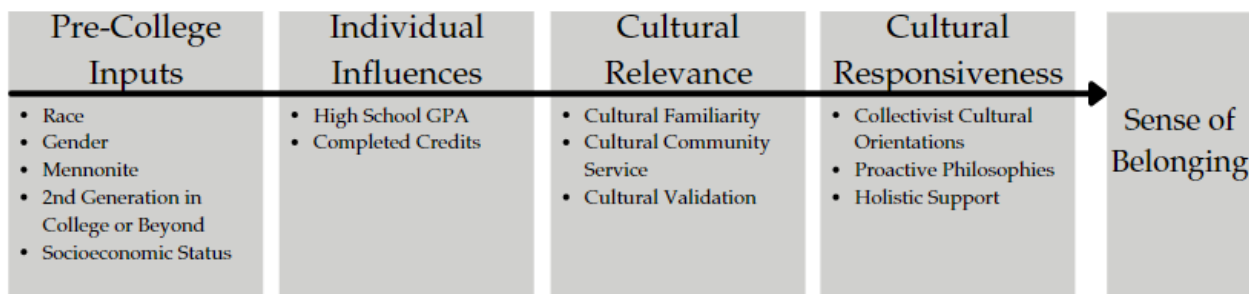 Pre-College
Inputs
• Race
• Gender
• Mennonite
• 2nd Generation in
College or Beyond
• Socioeconomic Status
Individual
Influences
• High School GPA
• Completed Credits
Cultural
Relevance
• Cultural Familiarity
• Cultural Community
Service
• Cultural Validation
Cultural
Responsiveness
• Collectivist Cultural
Orientations
• Proactive Philosophies
• Holistic Support
Sense of
Belonging